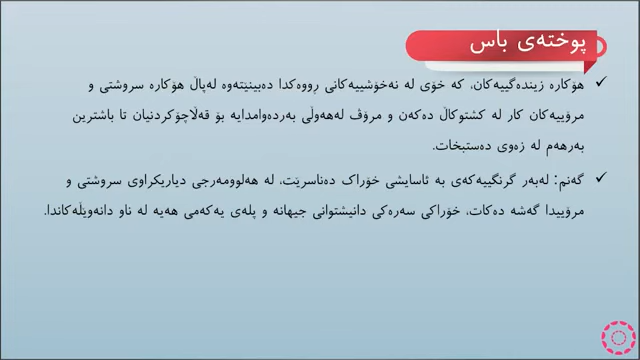 پوختەی باس
هۆکارە زیندەگییەکان، کە خۆی لە نەخۆشییەکانی ڕووەکدا دەبینێتەوە لەپاڵ هۆکارە سروشتی و
مرۆییەکان کار لە کشتوکاڵ دەکەن و مرۆڤ لەهەوڵی بەردەوامدایە بۆ قەڵاچۆکردنیان تا باشترین
بەرهەم لە زەوی دەستبخات.
گەنم: لەبەر گرنگییەکەی بە ئاسایشی خۆراک دەناسرێت، لە هەلوومەرجی دیاریکراوی سروشتی و
مرۆییدا گەشە دەکات، خۆراکی سەرەکی دانیشتوانی جیهانە و پلەی یەکەمی هەیە لە ناو دانەوێڵەکاندا.